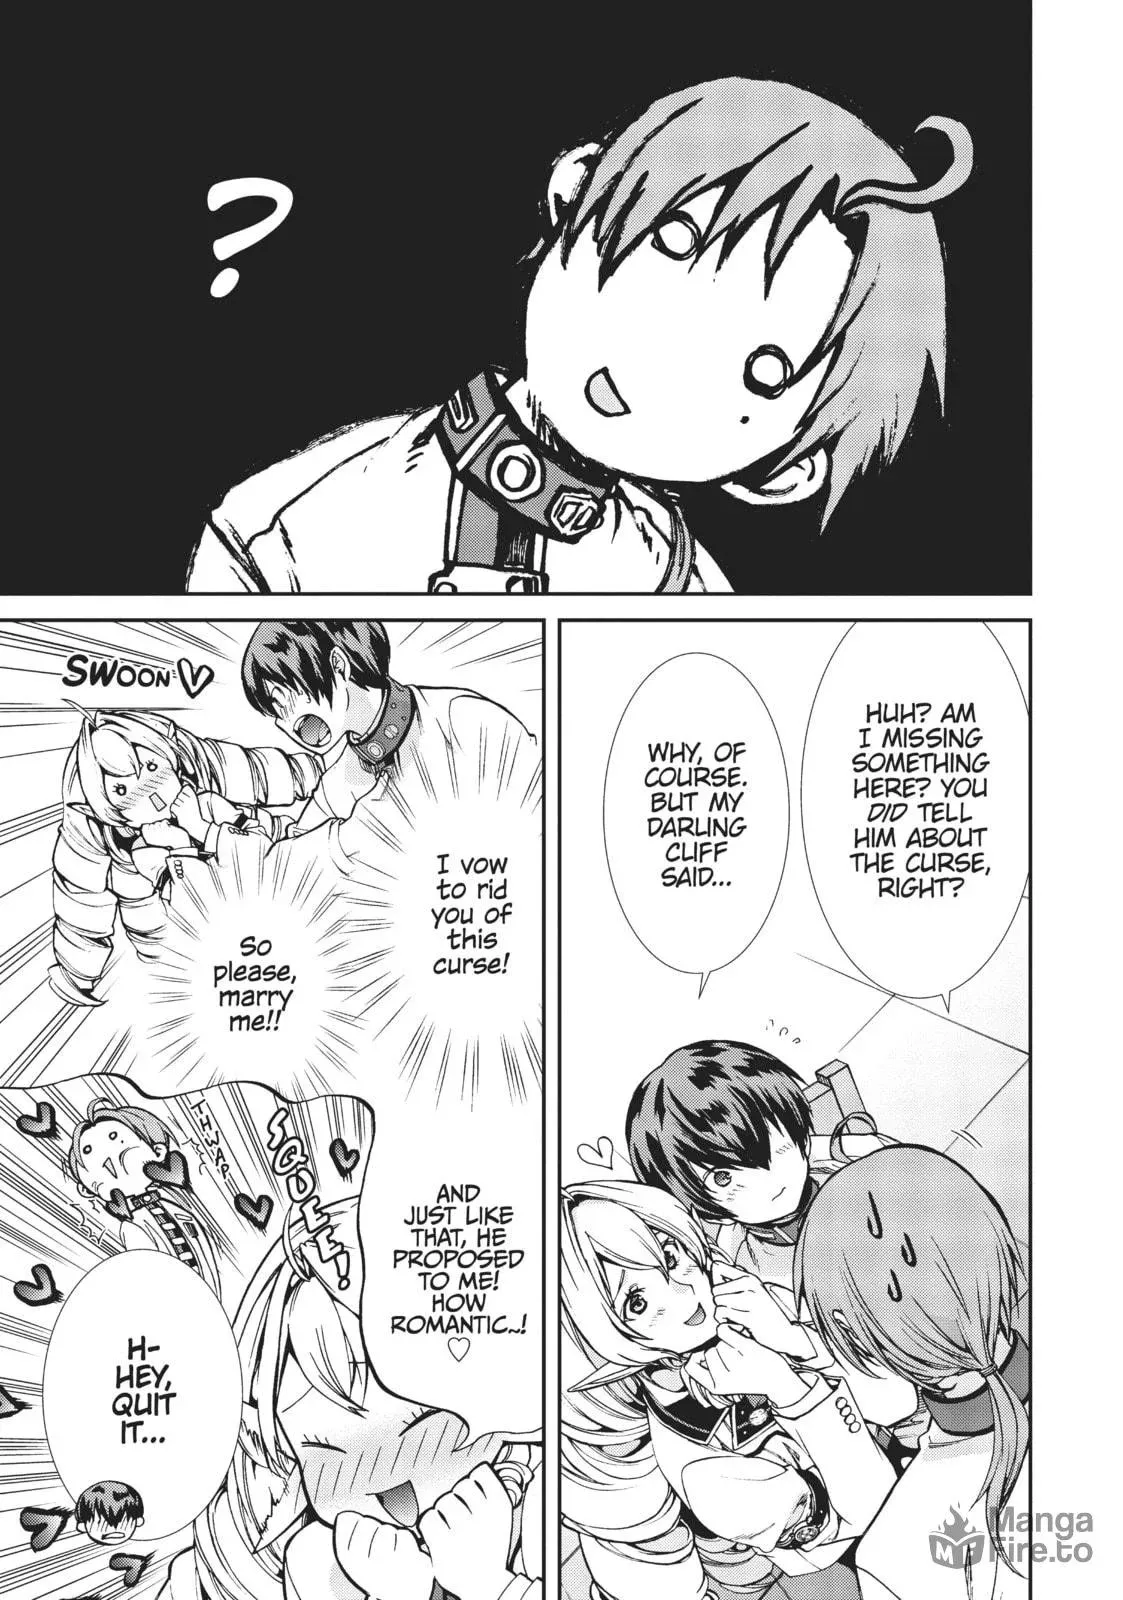 ?
HUH? AM
I MISSING
SOMETHING
HERE? YOU
DID TELL
HIM ABOUT
THE CURSE,
RIGHT?
WHY, OF
COURSE.
BUT MY
DARLING
CLIFF
SAID...
SWOON
I vow
to rid
you of
this
curse!
So
please,
marry
me!!
AND
JUST LIKE
THAT, HE
PROPOSED
TO ME!
HOW
ROMANTIC~!
♡
SQUEE!
THWAP
H-
HEY,
QUIT
IT...
Manga
Fire.to